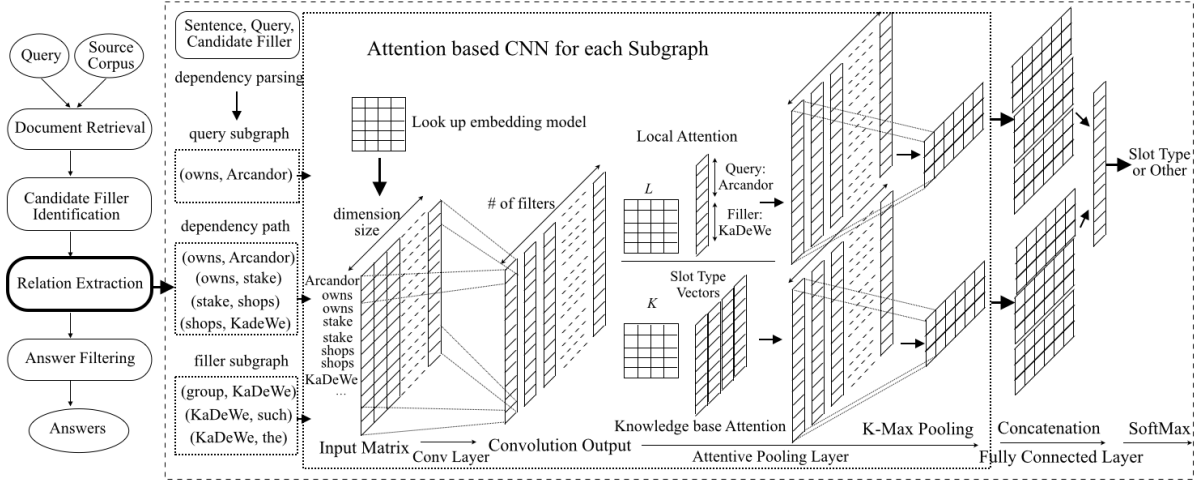 Query
Source
Corpus
Document Retrieval
Candidate Filler
Identification
Relation Extraction
Answer Filtering
Answers
Sentence, Query,
Candidate Filler
dependency parsing
query subgraph
(owns, Arcandor)
dependency path
(owns, Arcandor)
(owns, stake)
(stake, shops)
(shops, KadeWe)
filler subgraph
(group, KaDeWe)
(KaDeWe, such)
(KaDeWe, the)
Attention based CNN for each Subgraph
Look up embedding model
dimension
size
Arcandor
owns
owns
stake
stake
shops
shops
KaDeWe
...
# of filters
Local Attention
L
Query:
Arcandor
Filler:
KaDeWe
Slot Type
Vectors
K
Knowledge base Attention
K-Max Pooling
Input Matrix
Convolution Output
Conv Layer
Attentive Pooling Layer
Concatenation
SoftMax
Fully Connected Layer
Slot Type
or Other